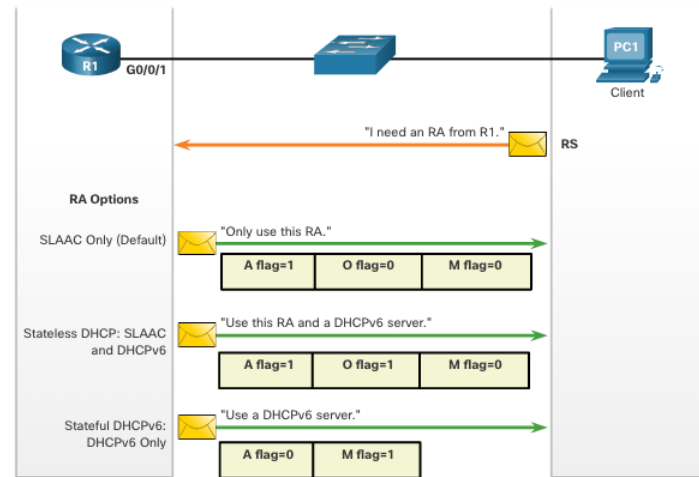 R1
G0/0/1
PC1
Client
"I need an RA from R1."
RS
RA Options
SLAAC Only (Default)
"Only use this RA."
A flag=1 O flag=0 M flag=0
Stateless DHCP: SLAAC
and DHCPv6
"Use this RA and a DHCPv6 server."
A flag=1 O flag=1 M flag=0
Stateful DHCPv6:
DHCPv6 Only
"Use a DHCPv6 server."
A flag=0 M flag=1